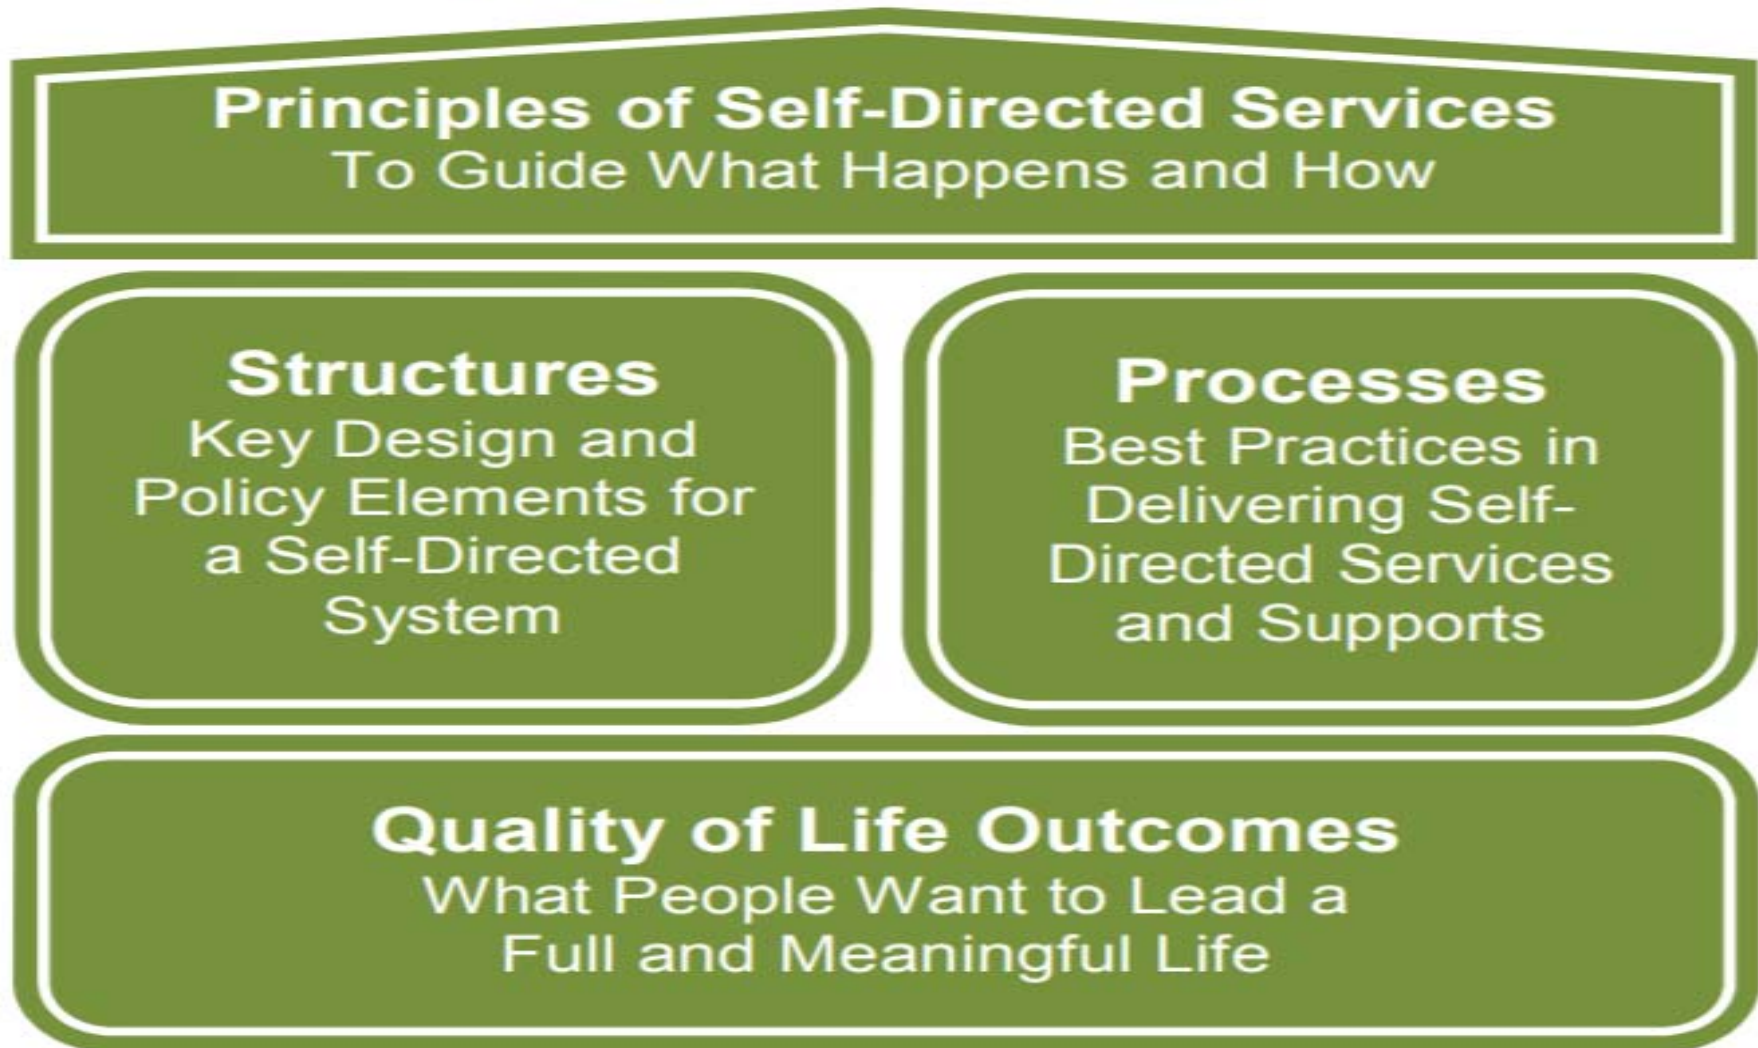 Principles of Self-Directed Services
To Guide What Happens and How
Structures
Key Design and
Policy Elements for
a Self-Directed
System
Processes
Best Practices in
Delivering Self-
Directed Services
and Supports
Quality of Life Outcomes
What People Want to Lead a
Full and Meaningful Life